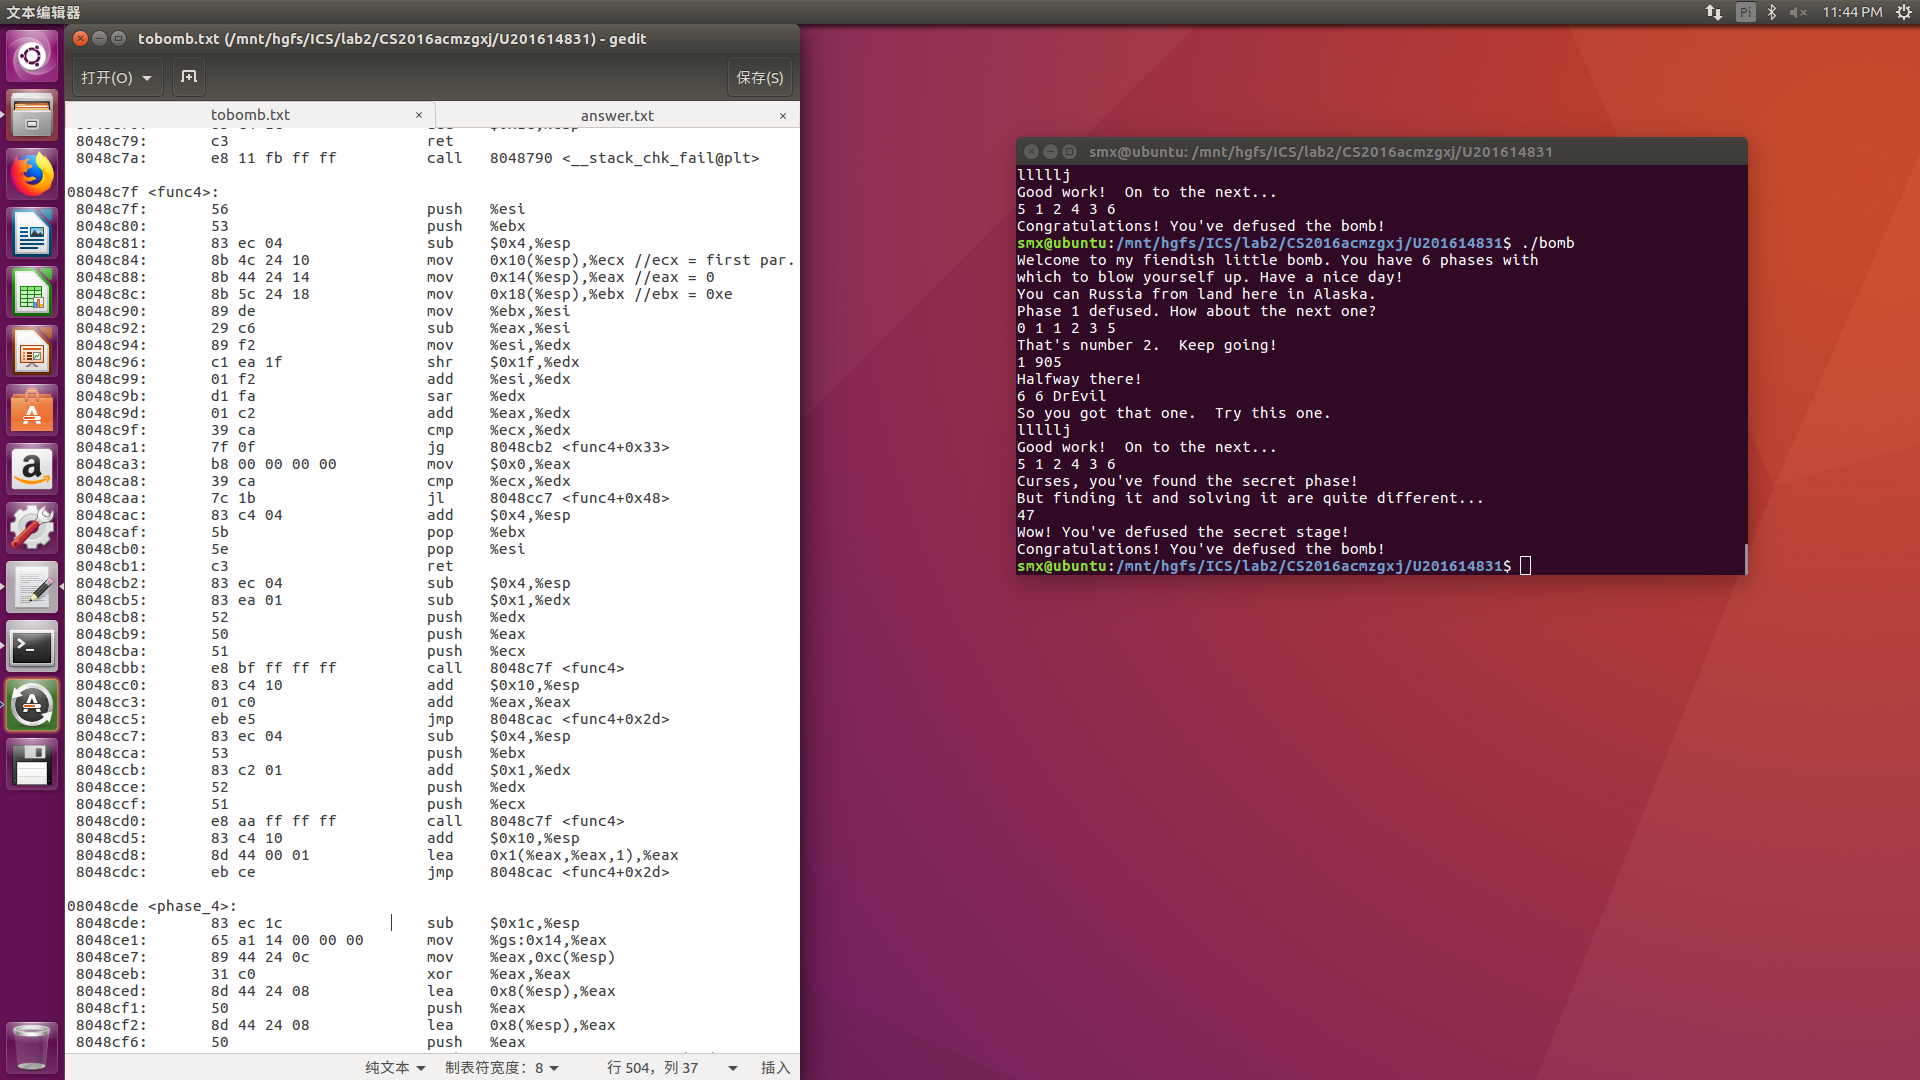 文本编辑器
Pi
11:44 PM
tobomb.txt (/mnt/hgfs/ICS/lab2/CS2016acmzgxj/U201614831) - gedit
打开(O)
保存(S)
tobomb.txt ×
answer.txt ×
8048c79: c3 ret
8048c7a: e8 11 fb ff ff call 8048790 <__stack_chk_fail@plt>
08048c7f <func4>:
8048c7f: 56 push %esi
8048c80: 53 push %ebx
8048c81: 83 ec 04 sub $0x4,%esp
8048c84: 8b 4c 24 10 mov 0x10(%esp),%ecx //ecx = first par.
8048c88: 8b 44 24 14 mov 0x14(%esp),%eax //eax = 0
8048c8c: 8b 5c 24 18 mov 0x18(%esp),%ebx //ebx = 0xe
8048c90: 89 de mov %ebx,%esi
8048c92: 29 c6 sub %eax,%esi
8048c94: 89 f2 mov %esi,%edx
8048c96: c1 ea 1f shr $0x1f,%edx
8048c99: 01 f2 add %esi,%edx
8048c9b: d1 fa sar %edx
8048c9d: 01 c2 add %eax,%edx
8048c9f: 39 ca cmp %ecx,%edx
8048ca1: 7f 0f jg 8048cb2 <func4+0x33>
8048ca3: b8 00 00 00 00 mov $0x0,%eax
8048ca8: 39 ca cmp %ecx,%edx
8048caa: 7c 1b jl 8048cc7 <func4+0x48>
8048cac: 83 c4 04 add $0x4,%esp
8048caf: 5b pop %ebx
8048cb0: 5e pop %esi
8048cb1: c3 ret
8048cb2: 83 ec 04 sub $0x4,%esp
8048cb5: 83 ea 01 sub $0x1,%edx
8048cb8: 52 push %edx
8048cb9: 50 push %eax
8048cba: 51 push %ecx
8048cbb: e8 bf ff ff ff call 8048c7f <func4>
8048cc0: 83 c4 10 add $0x10,%esp
8048cc3: 01 c0 add %eax,%eax
8048cc5: eb e5 jmp 8048cac <func4+0x2d>
8048cc7: 83 ec 04 sub $0x4,%esp
8048cca: 53 push %ebx
8048ccb: 83 c2 01 add $0x1,%edx
8048cce: 52 push %edx
8048ccf: 51 push %ecx
8048cd0: e8 aa ff ff ff call 8048c7f <func4>
8048cd5: 83 c4 10 add $0x10,%esp
8048cd8: 8d 44 00 01 lea 0x1(%eax,%eax,1),%eax
8048cdc: eb ce jmp 8048cac <func4+0x2d>
08048cde <phase_4>:
8048cde: 83 ec 1c sub $0x1c,%esp
8048ce1: 65 a1 14 00 00 00 mov %gs:0x14,%eax
8048ce7: 89 44 24 0c mov %eax,0xc(%esp)
8048ceb: 31 c0 xor %eax,%eax
8048ced: 8d 44 24 08 lea 0x8(%esp),%eax
8048cf1: 50 push %eax
8048cf2: 8d 44 24 08 lea 0x8(%esp),%eax
8048cf6: 50 push %eax
纯文本 制表符宽度: 8 行 504，列 37 插入
smx@ubuntu: /mnt/hgfs/ICS/lab2/CS2016acmzgxj/U201614831
lllllj
Good work!  On to the next...
5 1 2 4 3 6
Congratulations! You've defused the bomb!
smx@ubuntu:/mnt/hgfs/ICS/lab2/CS2016acmzgxj/U201614831$ ./bomb
Welcome to my fiendish little bomb. You have 6 phases with
which to blow yourself up. Have a nice day!
You can Russia from land here in Alaska.
Phase 1 defused. How about the next one?
0 1 1 2 3 5
That's number 2.  Keep going!
1 905
Halfway there!
6 6 DrEvil
So you got that one.  Try this one.
lllllj
Good work!  On to the next...
5 1 2 4 3 6
Curses, you've found the secret phase!
But finding it and solving it are quite different...
47
Wow! You've defused the secret stage!
Congratulations! You've defused the bomb!
smx@ubuntu:/mnt/hgfs/ICS/lab2/CS2016acmzgxj/U201614831$